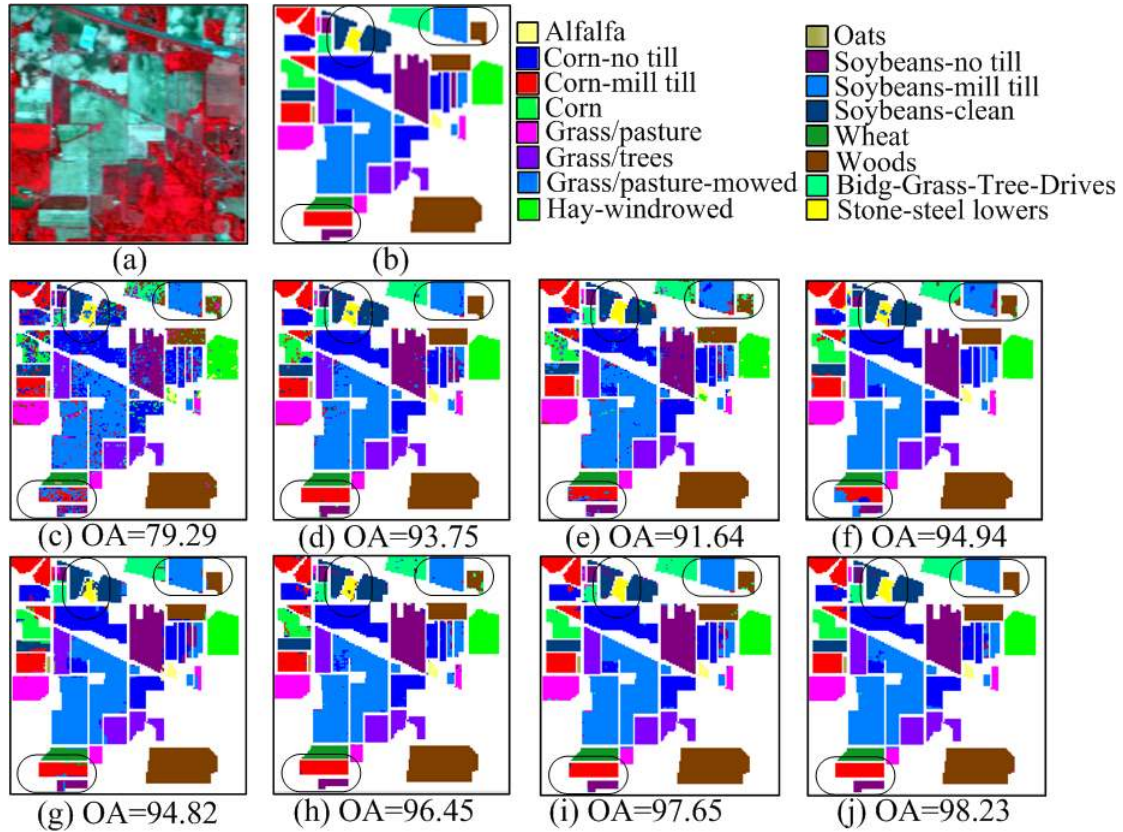 Alfalfa
Corn-no till
Corn-mill till
Corn
Grass/pasture
Grass/trees
Grass/pasture-mowed
Hay-windrowed
Oats
Soybeans-no till
Soybeans-mill till
Soybeans-clean
Wheat
Woods
Bidg-Grass-Tree-Drives
Stone-steel lowers
(a)
(b)
(c) OA=79.29
(d) OA=93.75
(e) OA=91.64
(f) OA=94.94
(g) OA=94.82
(h) OA=96.45
(i) OA=97.65
(j) OA=98.23